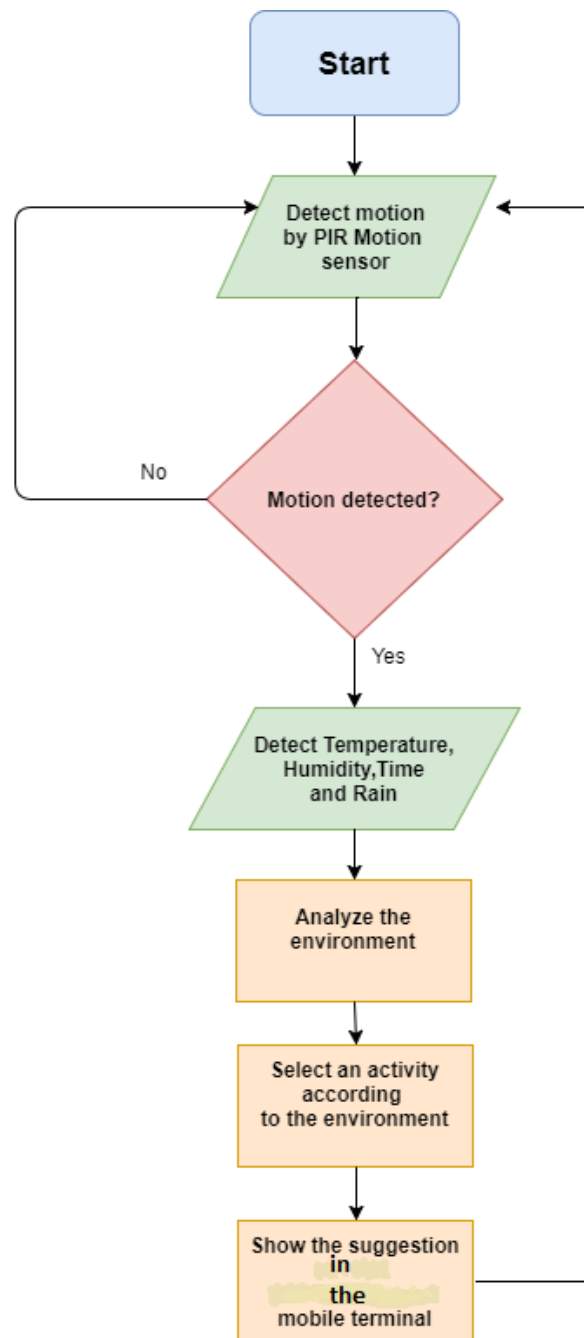 Start
Detect motion
by PIR Motion
sensor
Motion detected?
No
Yes
Detect Temperature,
Humidity,Time
and Rain
Analyze the
environment
Select an activity
according
to the environment
Show the suggestion
in
the
mobile terminal